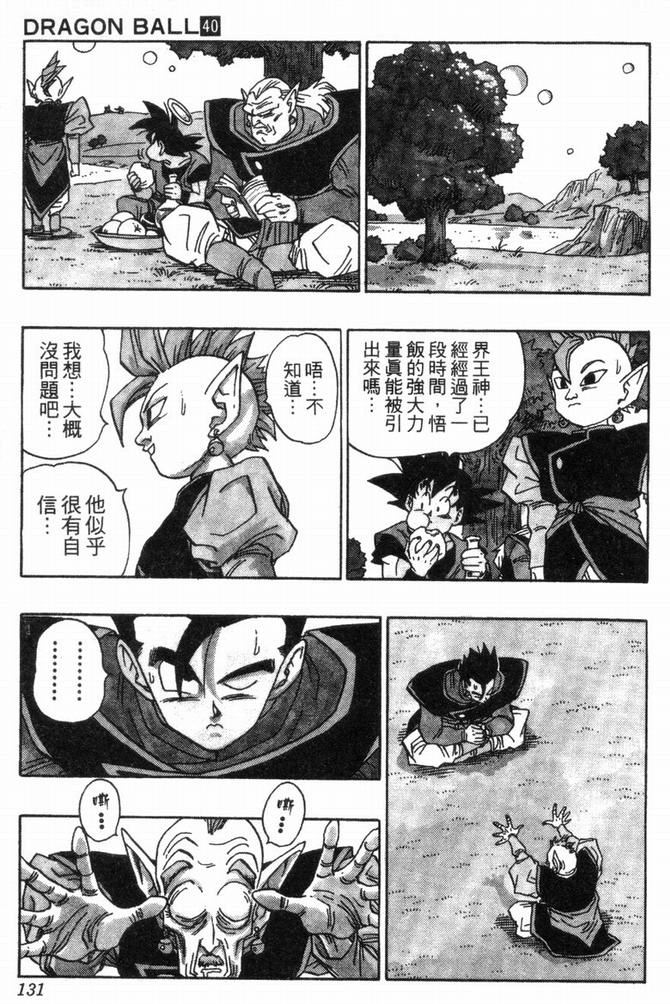 DRAGON BALL 40
界王神…已
經經過了一
段時間，悟
飯的強大力
量真能被引
出來嗎…
唔…不
知道…
我想…大概
沒問題吧…
他似乎
很有自
信…
………
嘶…
嘶…
131